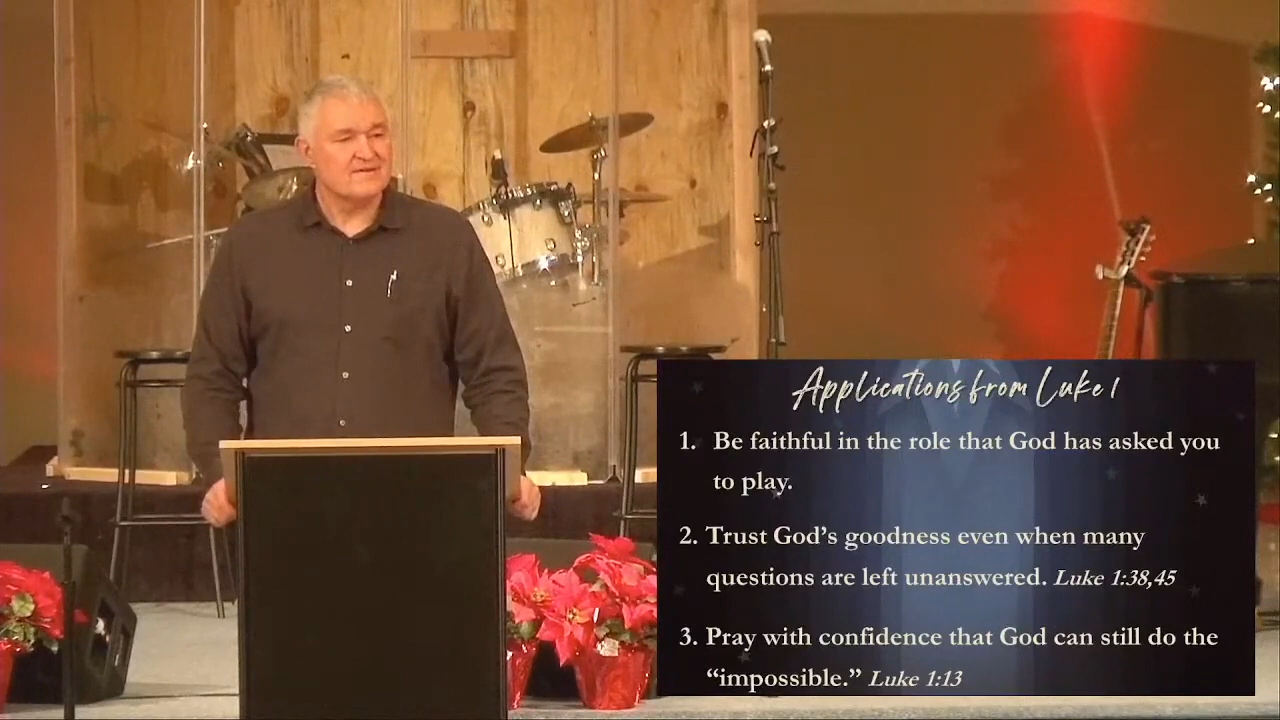 Applications from Luke 1
1. Be faithful in the role that God has asked you
to play.
2. Trust God’s goodness even when many
questions are left unanswered. Luke 1:38,45
3. Pray with confidence that God can still do the
“impossible.” Luke 1:13